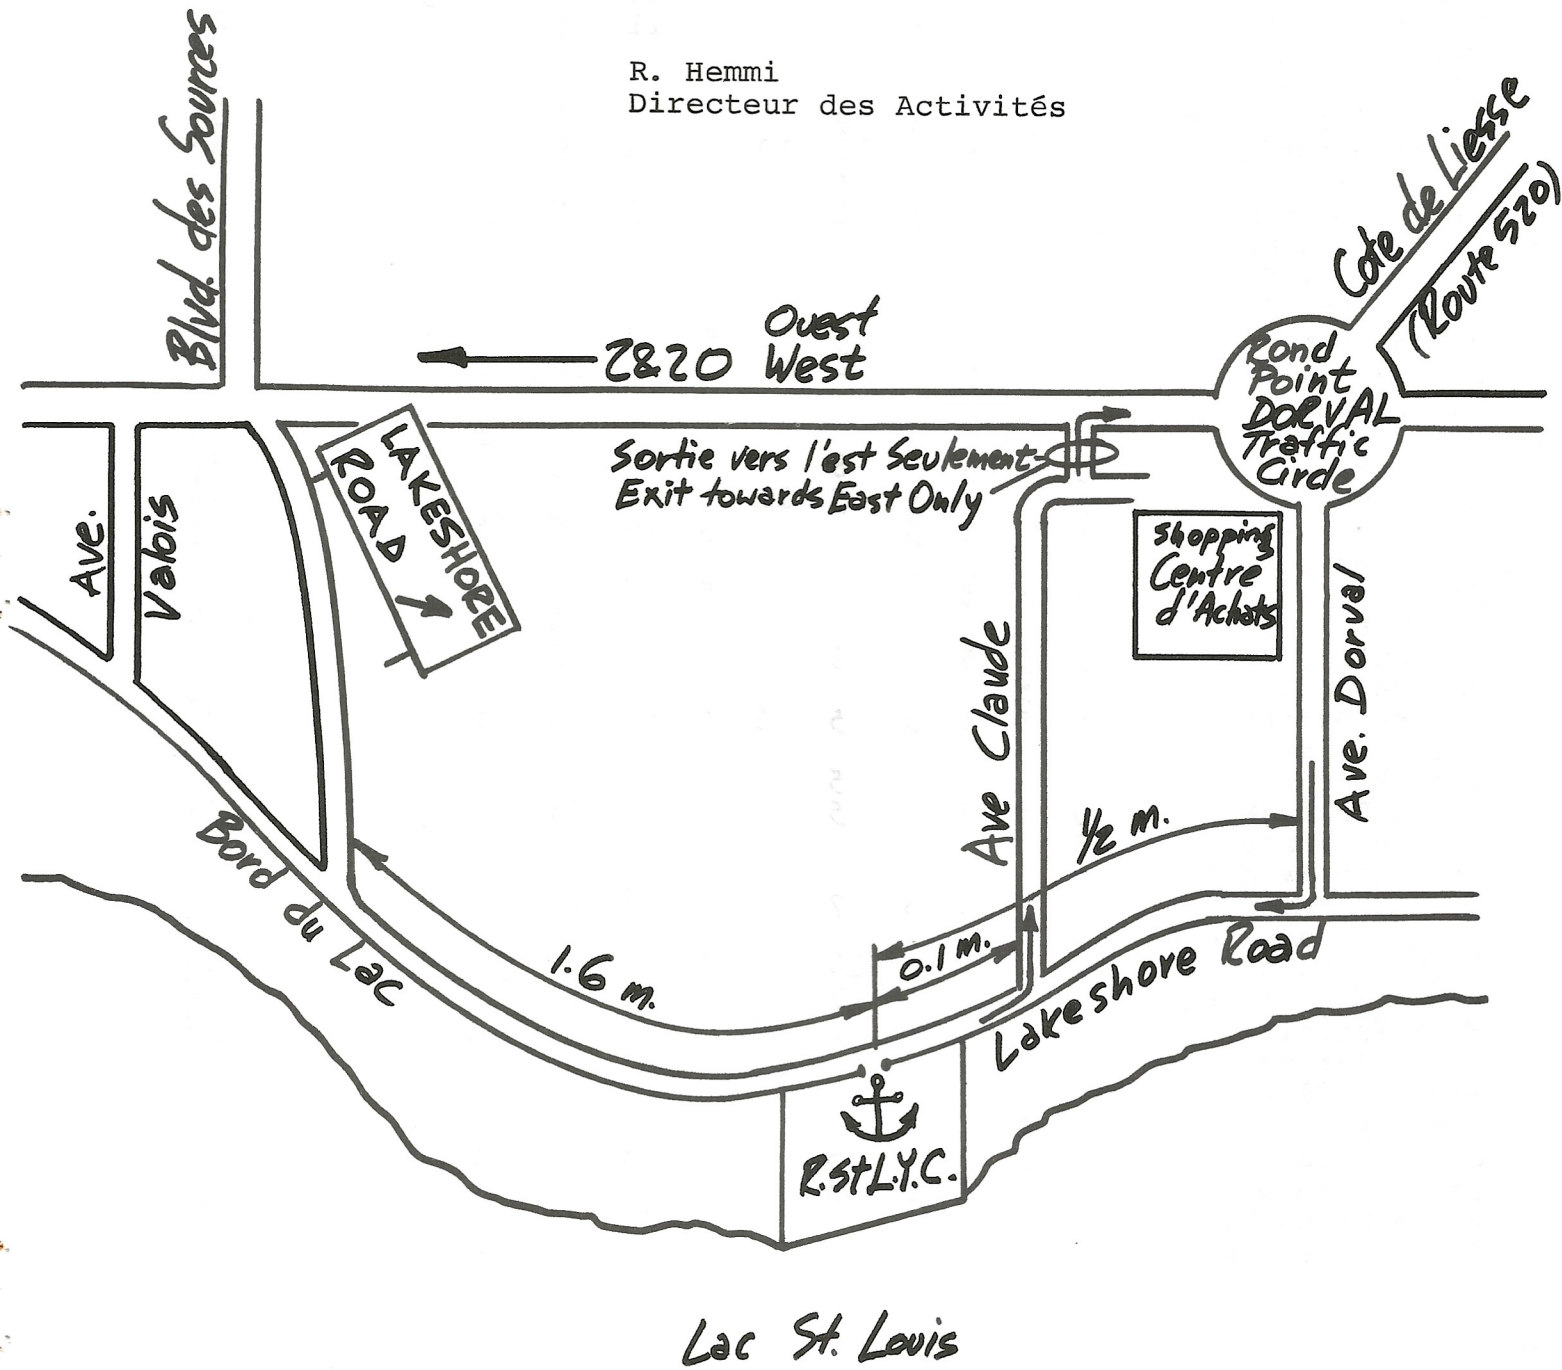 R. Hemmi
Directeur des Activités
Blvd. des Sources
Cote de Liesse
(Route 520)
Ouest
2&20 West
Rond
Point
DORVAL
Traffic
Circle
LAKESHORE
ROAD
Sortie vers l'est Seulement
Exit towards East Only
Ave.
Valois
Shopping
Centre
d'Achats
Ave Claude
Ave. Dorval
1/2 m.
Bord du Lac
1.6 m.
0.1 m.
Lakeshore Road
R.St.L.Y.C.
Lac St. Louis